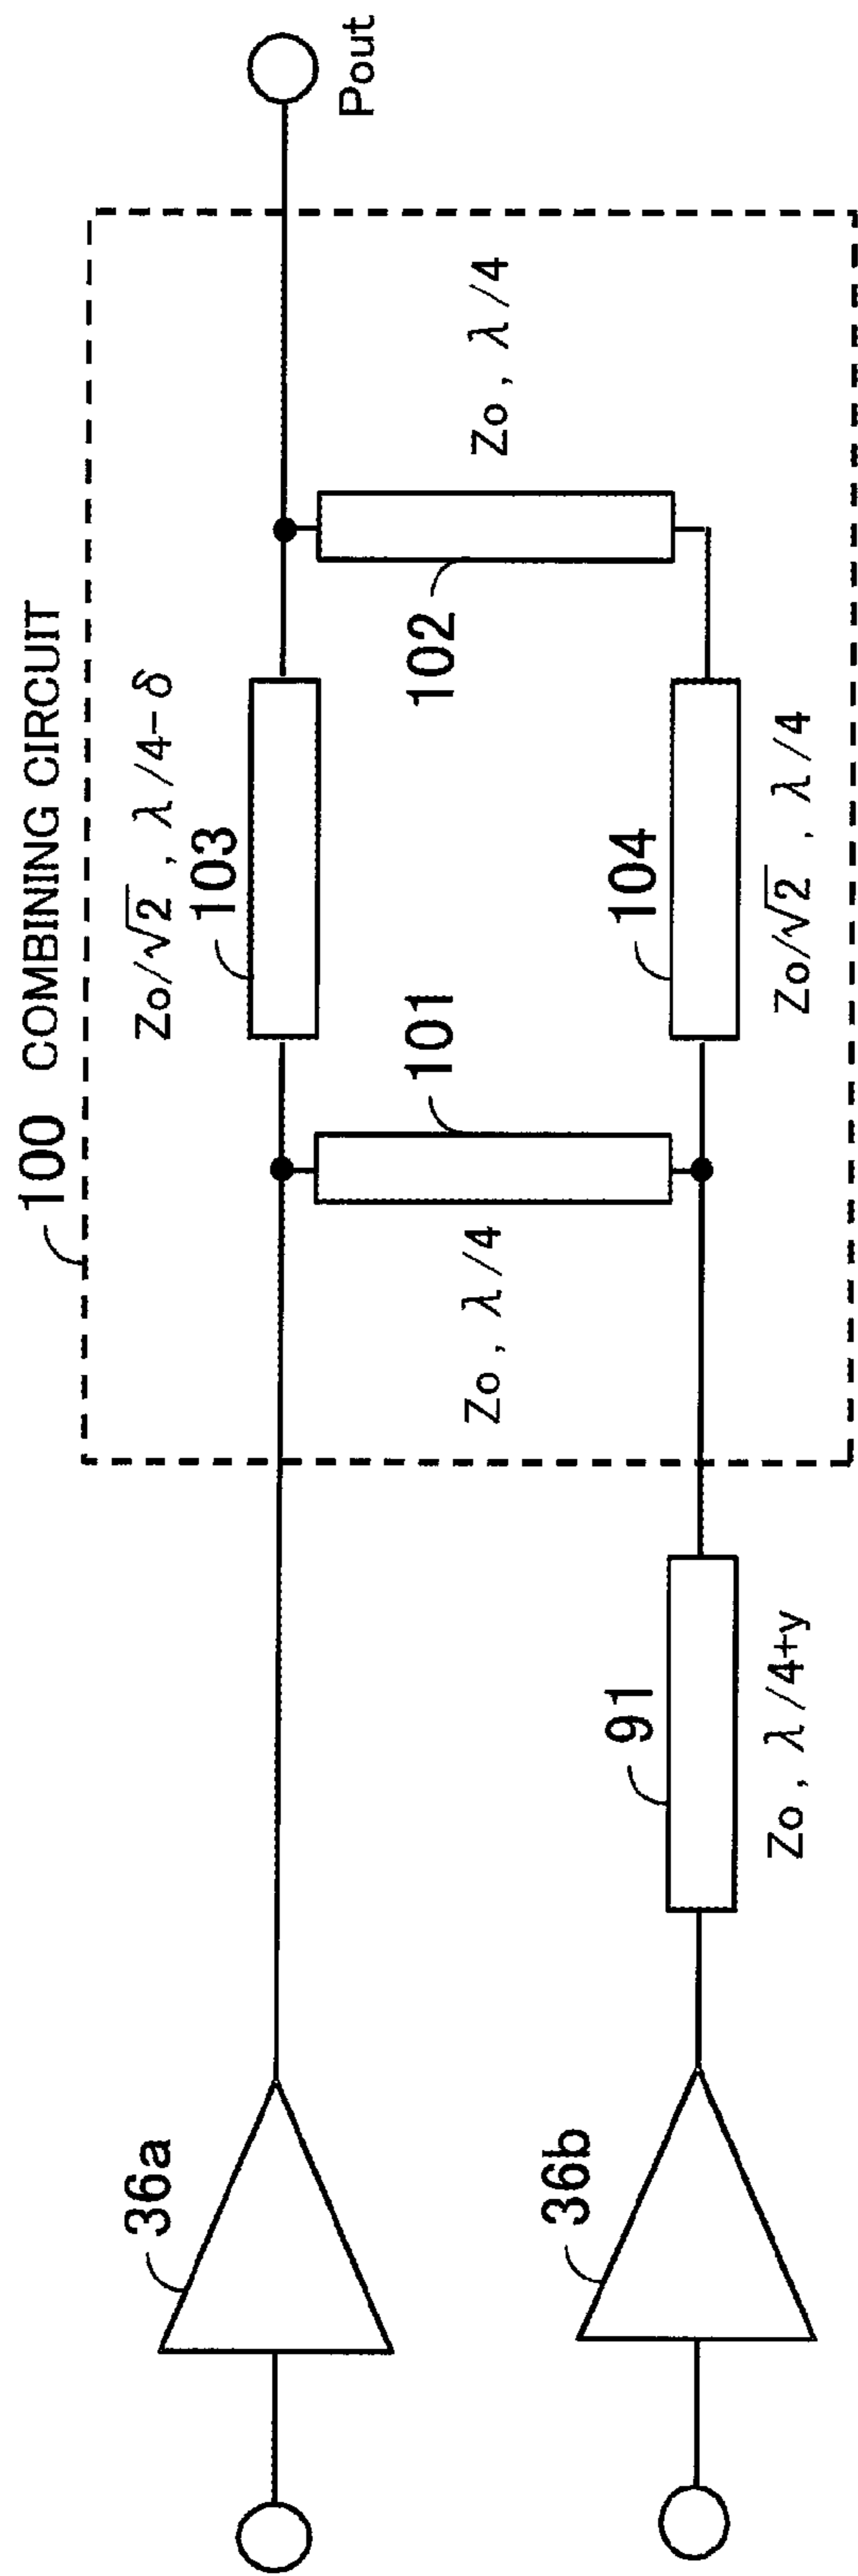 100 COMBINING CIRCUIT
Zo/√2, λ/4-δ
103
Pout
101
102
Zo, λ/4
Zo, λ/4
104
Zo/√2, λ/4
36a
36b
91
Zo, λ/4+y